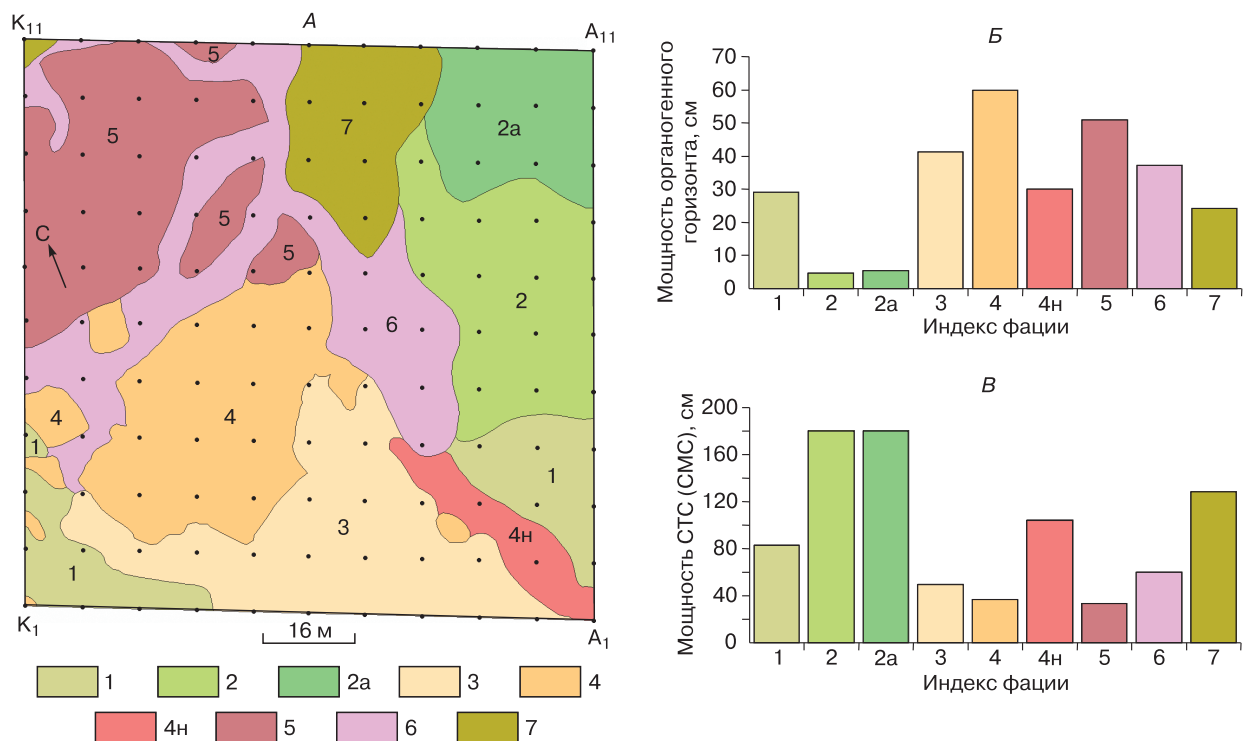 А
K11
A11
5
5
7
2а
5
5
С
2
6
4
4
1
1
3
4н
1
K1
16 м
A1
1
2
2а
3
4
4н
5
6
7
Б
Мощность органогенного
горизонта, см
70
60
50
40
30
20
10
0
1 2 2а 3 4 4н 5 6 7
Индекс фации
В
Мощность СТС (СМС), см
200
160
120
80
40
0
1 2 2а 3 4 4н 5 6 7
Индекс фации